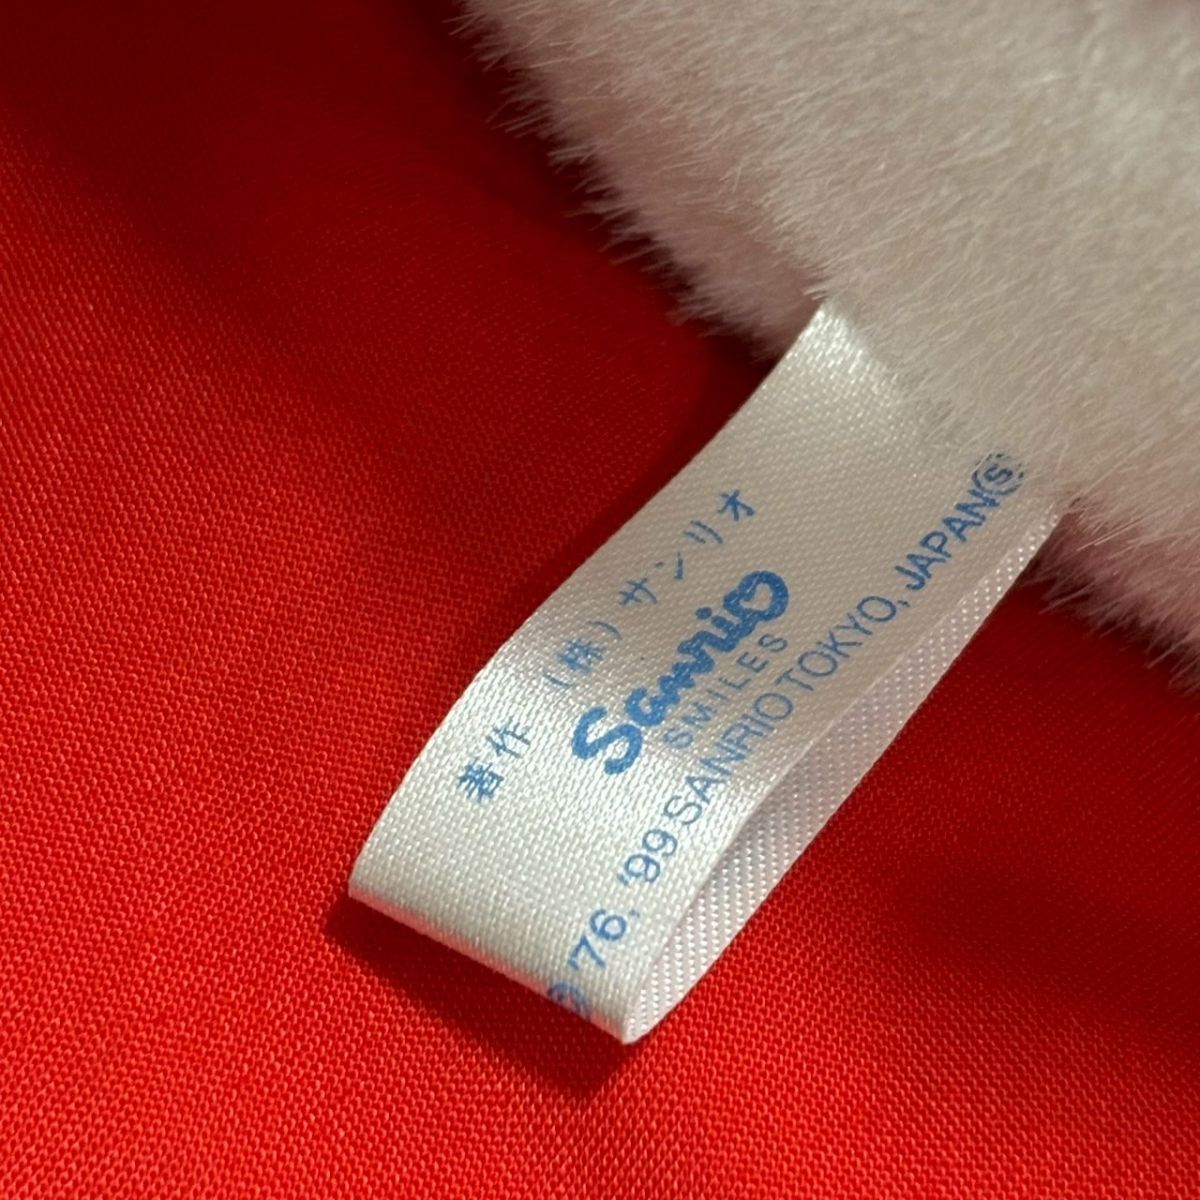 著作 (株) サンリオ
Sanrio
SMILES
© '76, '99 SANRIO TOKYO, JAPAN Ⓢ